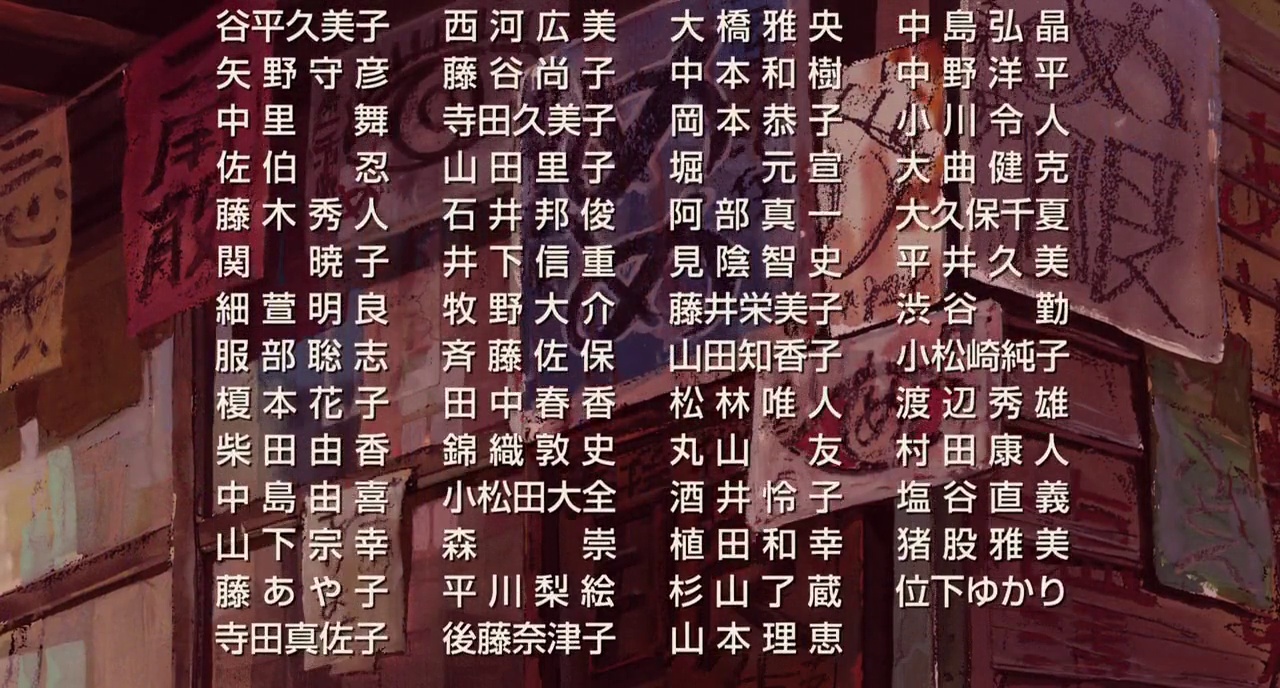 谷平久美子 西河広美 大橋雅央 中島弘晶
矢野守彦 藤谷尚子 中本和樹 中野洋平
中里舞 寺田久美子 岡本恭子 小川令人
佐伯忍 山田里子 堀元宣 大曲健克
藤木秀人 石井邦俊 阿部真一 大久保千夏
関暁子 井下信重 見陰智史 平井久美
細萱明良 牧野大介 藤井栄美子 渋谷勤
服部聡志 斉藤佐保 山田知香子 小松崎純子
榎本花子 田中春香 松林唯人 渡辺秀雄
柴田由香 錦織敦史 丸山友 村田康人
中島由喜 小松田大全 酒井怜子 塩谷直義
山下宗幸 森崇 植田和幸 猪股雅美
藤あや子 平川梨絵 杉山了蔵 位下ゆかり
寺田真佐子 後藤奈津子 山本理恵